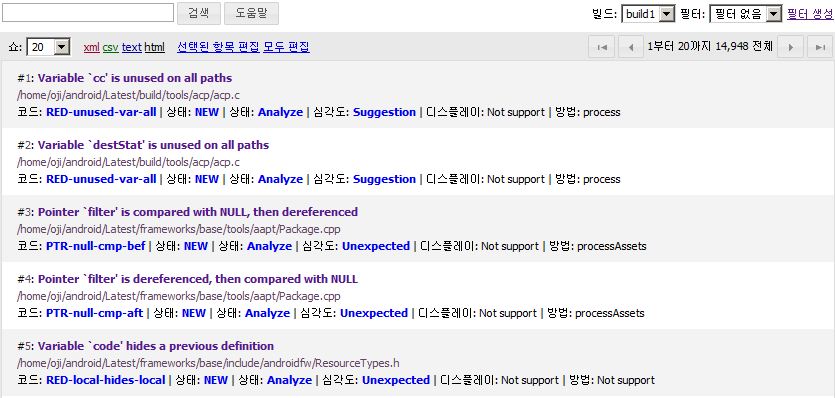 검색 도움말 빌드: build1 필터: 필터 없음 필터 생성
쇼: 20 xml csv text html 선택된 항목 편집 모두 편집 1부터 20까지 14,948 전체
#1: Variable `cc' is unused on all paths
/home/oji/android/Latest/build/tools/acp/acp.c
코드: RED-unused-var-all | 상태: NEW | 상태: Analyze | 심각도: Suggestion | 디스플레이: Not support | 방법: process
#2: Variable `destStat' is unused on all paths
/home/oji/android/Latest/build/tools/acp/acp.c
코드: RED-unused-var-all | 상태: NEW | 상태: Analyze | 심각도: Suggestion | 디스플레이: Not support | 방법: process
#3: Pointer `filter' is compared with NULL, then dereferenced
/home/oji/android/Latest/frameworks/base/tools/aapt/Package.cpp
코드: PTR-null-cmp-bef | 상태: NEW | 상태: Analyze | 심각도: Unexpected | 디스플레이: Not support | 방법: processAssets
#4: Pointer `filter' is dereferenced, then compared with NULL
/home/oji/android/Latest/frameworks/base/tools/aapt/Package.cpp
코드: PTR-null-cmp-aft | 상태: NEW | 상태: Analyze | 심각도: Unexpected | 디스플레이: Not support | 방법: processAssets
#5: Variable `code' hides a previous definition
/home/oji/android/Latest/frameworks/base/include/androidfw/ResourceTypes.h
코드: RED-local-hides-local | 상태: NEW | 상태: Analyze | 심각도: Unexpected | 디스플레이: Not support | 방법: Not support